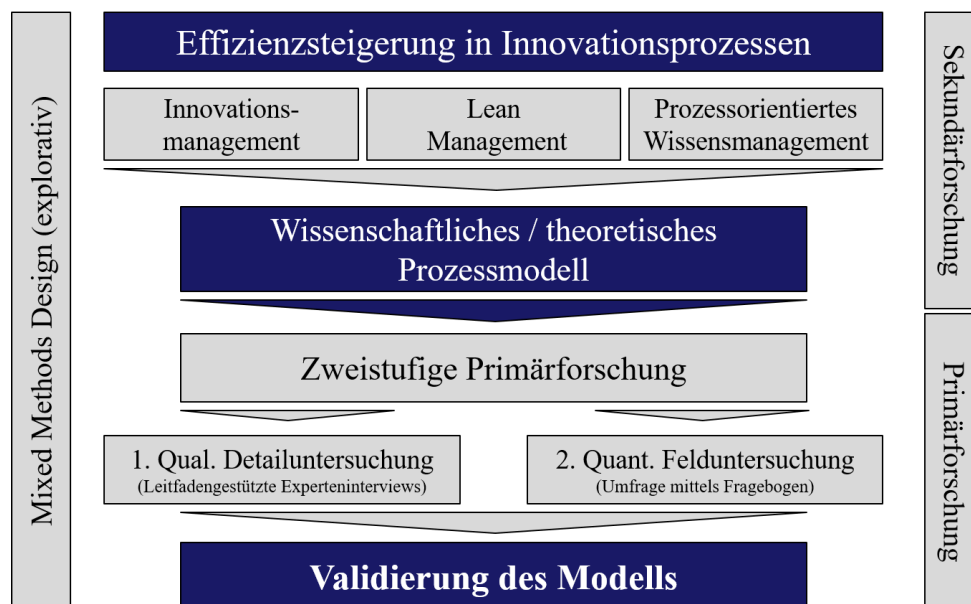 Mixed Methods Design (explorativ)
Effizienzsteigerung in Innovationsprozessen
Innovations-
management
Lean
Management
Prozessorientiertes
Wissensmanagement
Wissenschaftliches / theoretisches
Prozessmodell
Zweistufige Primärforschung
1. Qual. Detailuntersuchung
(Leitfadengestützte Experteninterviews)
2. Quant. Felduntersuchung
(Umfrage mittels Fragebogen)
Validierung des Modells
Sekundärforschung
Primärforschung